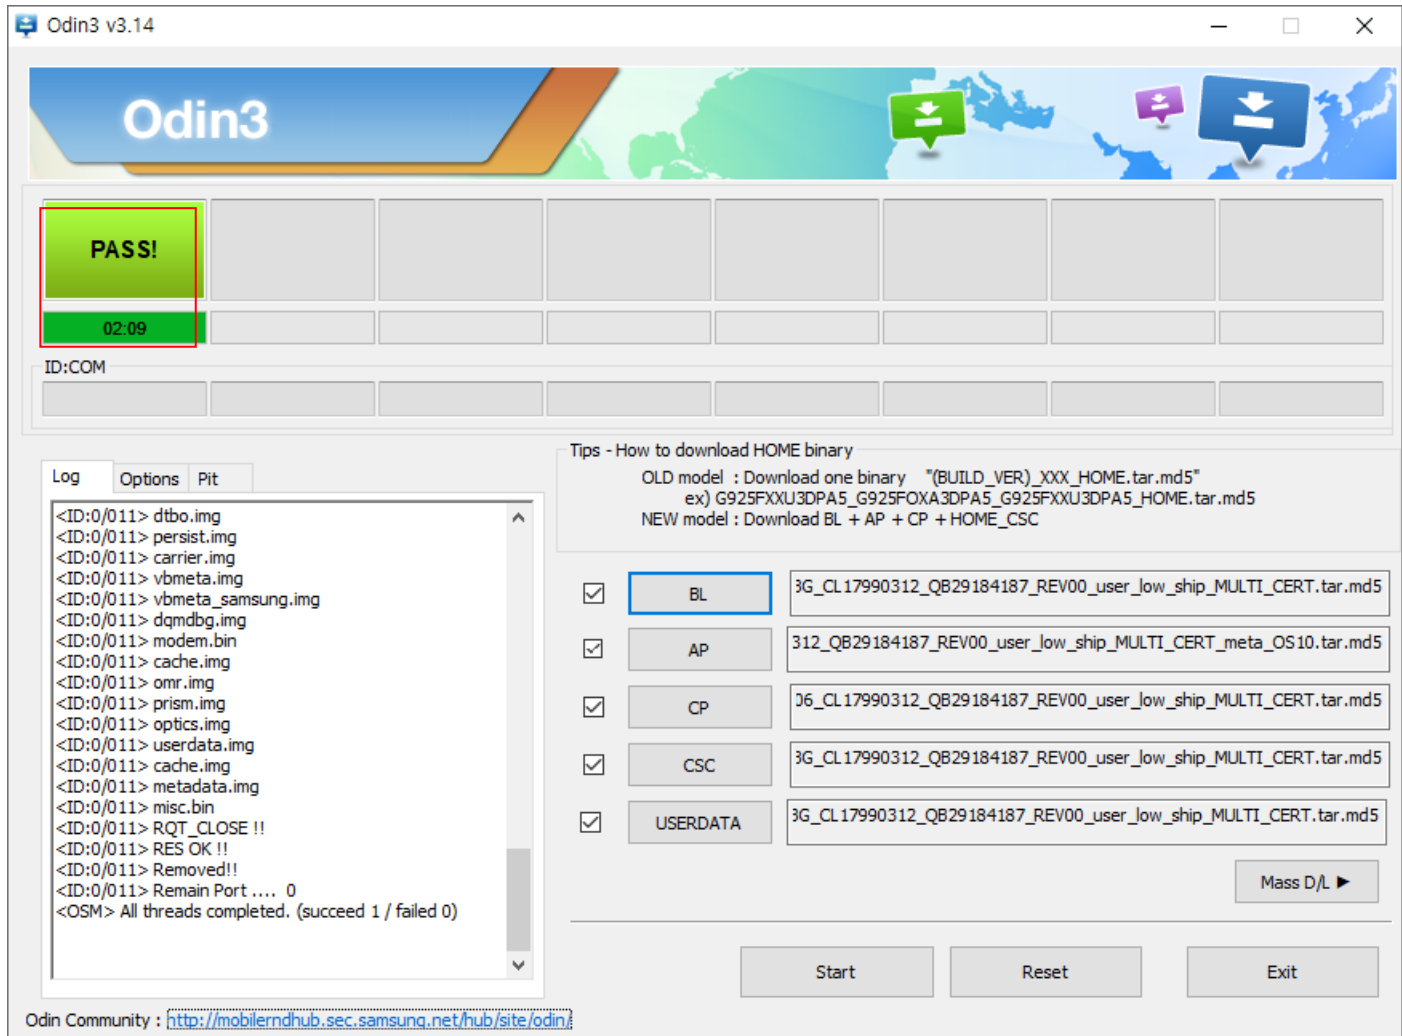 Odin3 v3.14
Odin3
PASS!
02:09
ID:COM
Log
Options
Pit
<ID:0/011> dtbo.img
<ID:0/011> persist.img
<ID:0/011> carrier.img
<ID:0/011> vbmeta.img
<ID:0/011> vbmeta_samsung.img
<ID:0/011> dqmdbg.img
<ID:0/011> modem.bin
<ID:0/011> cache.img
<ID:0/011> omr.img
<ID:0/011> prism.img
<ID:0/011> optics.img
<ID:0/011> userdata.img
<ID:0/011> cache.img
<ID:0/011> metadata.img
<ID:0/011> misc.bin
<ID:0/011> RQT_CLOSE !!
<ID:0/011> RES OK !!
<ID:0/011> Removed!!
<ID:0/011> Remain Port .... 0
<OSM> All threads completed. (succeed 1 / failed 0)
Tips - How to download HOME binary
OLD model : Download one binary "(BUILD_VER)_XXX_HOME.tar.md5"
ex) G925FXXU3DPA5_G925FOXA3DPA5_G925FXXU3DPA5_HOME.tar.md5
NEW model : Download BL + AP + CP + HOME_CSC
BL 3G_CL17990312_QB29184187_REV00_user_low_ship_MULTI_CERT.tar.md5
AP 312_QB29184187_REV00_user_low_ship_MULTI_CERT_meta_OS10.tar.md5
CP 06_CL17990312_QB29184187_REV00_user_low_ship_MULTI_CERT.tar.md5
CSC 3G_CL17990312_QB29184187_REV00_user_low_ship_MULTI_CERT.tar.md5
USERDATA 3G_CL17990312_QB29184187_REV00_user_low_ship_MULTI_CERT.tar.md5
Mass D/L ►
Start
Reset
Exit
Odin Community : http://mobilerndhub.sec.samsung.net/hub/site/odin/